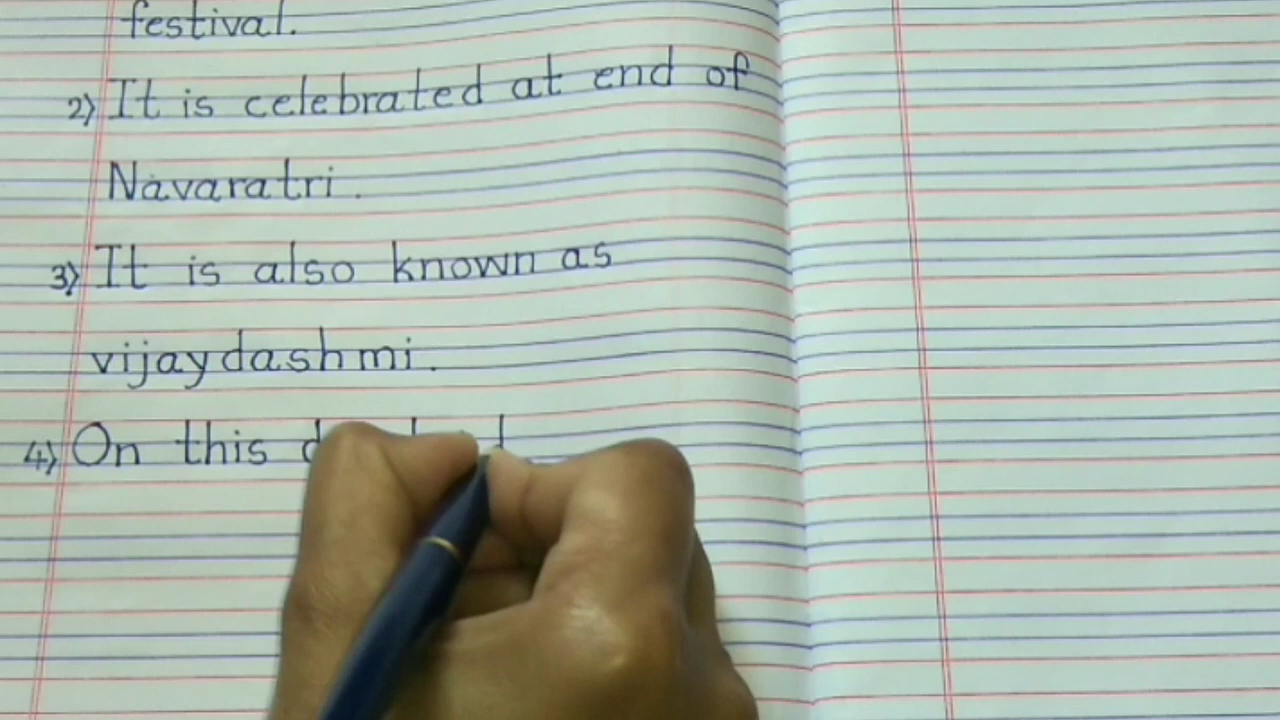 festival.
2) It is celebrated at end of
Navaratri.
3) It is also known as
vijaydashmi.
4) On this